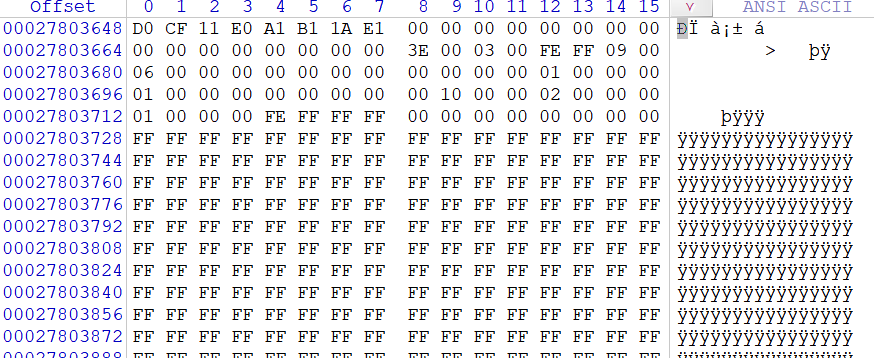 Offset 0 1 2 3 4 5 6 7 8 9 10 11 12 13 14 15 ANSI ASCII
00027803648 D0 CF 11 E0 A1 B1 1A E1 00 00 00 00 00 00 00 00 ÐÏ à¡± á
00027803664 00 00 00 00 00 00 00 00 3E 00 03 00 FE FF 09 00 > þÿ
00027803680 06 00 00 00 00 00 00 00 00 00 00 00 01 00 00 00
00027803696 01 00 00 00 00 00 00 00 00 10 00 00 02 00 00 00
00027803712 01 00 00 00 FE FF FF FF 00 00 00 00 00 00 00 00 þÿÿÿ
00027803728 FF FF FF FF FF FF FF FF FF FF FF FF FF FF FF FF ÿÿÿÿÿÿÿÿÿÿÿÿÿÿÿÿ
00027803744 FF FF FF FF FF FF FF FF FF FF FF FF FF FF FF FF ÿÿÿÿÿÿÿÿÿÿÿÿÿÿÿÿ
00027803760 FF FF FF FF FF FF FF FF FF FF FF FF FF FF FF FF ÿÿÿÿÿÿÿÿÿÿÿÿÿÿÿÿ
00027803776 FF FF FF FF FF FF FF FF FF FF FF FF FF FF FF FF ÿÿÿÿÿÿÿÿÿÿÿÿÿÿÿÿ
00027803792 FF FF FF FF FF FF FF FF FF FF FF FF FF FF FF FF ÿÿÿÿÿÿÿÿÿÿÿÿÿÿÿÿ
00027803808 FF FF FF FF FF FF FF FF FF FF FF FF FF FF FF FF ÿÿÿÿÿÿÿÿÿÿÿÿÿÿÿÿ
00027803824 FF FF FF FF FF FF FF FF FF FF FF FF FF FF FF FF ÿÿÿÿÿÿÿÿÿÿÿÿÿÿÿÿ
00027803840 FF FF FF FF FF FF FF FF FF FF FF FF FF FF FF FF ÿÿÿÿÿÿÿÿÿÿÿÿÿÿÿÿ
00027803856 FF FF FF FF FF FF FF FF FF FF FF FF FF FF FF FF ÿÿÿÿÿÿÿÿÿÿÿÿÿÿÿÿ
00027803872 FF FF FF FF FF FF FF FF FF FF FF FF FF FF FF FF ÿÿÿÿÿÿÿÿÿÿÿÿÿÿÿÿ